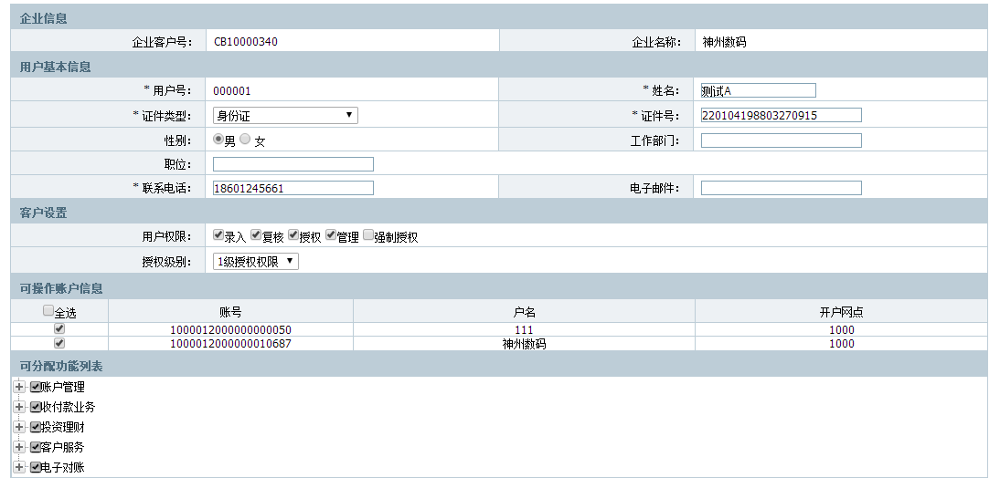 企业信息
企业客户号： CB10000340 企业名称： 神州数码
用户基本信息
* 用户号： 000001 * 姓名： 测试A
* 证件类型： 身份证 * 证件号： 220104198803270915
性别： 男 女 工作部门：
职位：
* 联系电话： 18601245661 电子邮件：
客户设置
用户权限： 录入 复核 授权 管理 强制授权
授权级别： 1级授权权限
可操作账户信息
全选 账号 户名 开户网点
1000012000000000050 111 1000
1000012000000010687 神州数码 1000
可分配功能列表
账户管理
收付款业务
投资理财
客户服务
电子对账